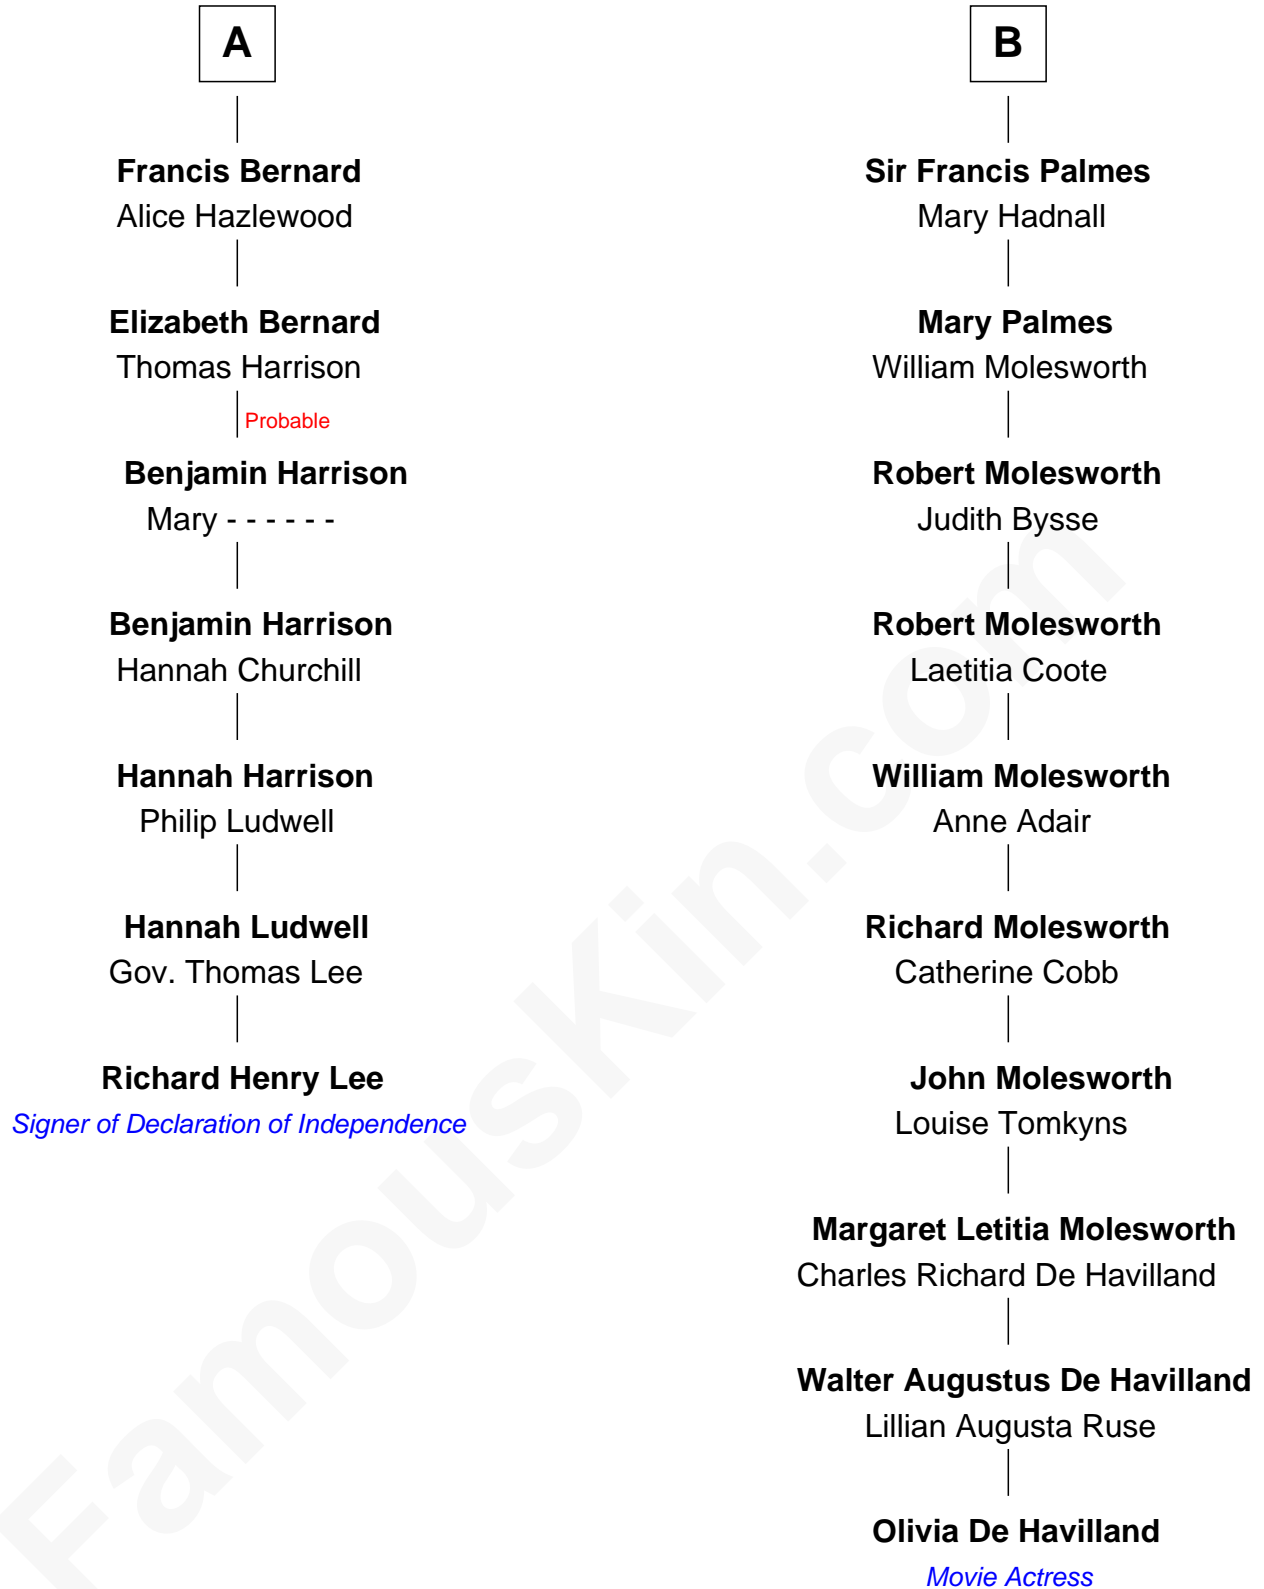 A
Francis Bernard
Alice Hazlewood
Elizabeth Bernard
Thomas Harrison
Probable
Benjamin Harrison
Mary - - - - - -
Benjamin Harrison
Hannah Churchill
Hannah Harrison
Philip Ludwell
Hannah Ludwell
Gov. Thomas Lee
Richard Henry Lee
Signer of Declaration of Independence
B
Sir Francis Palmes
Mary Hadnall
Mary Palmes
William Molesworth
Robert Molesworth
Judith Bysse
Robert Molesworth
Laetitia Coote
William Molesworth
Anne Adair
Richard Molesworth
Catherine Cobb
John Molesworth
Louise Tomkyns
Margaret Letitia Molesworth
Charles Richard De Havilland
Walter Augustus De Havilland
Lillian Augusta Ruse
Olivia De Havilland
Movie Actress
FamousKin.com